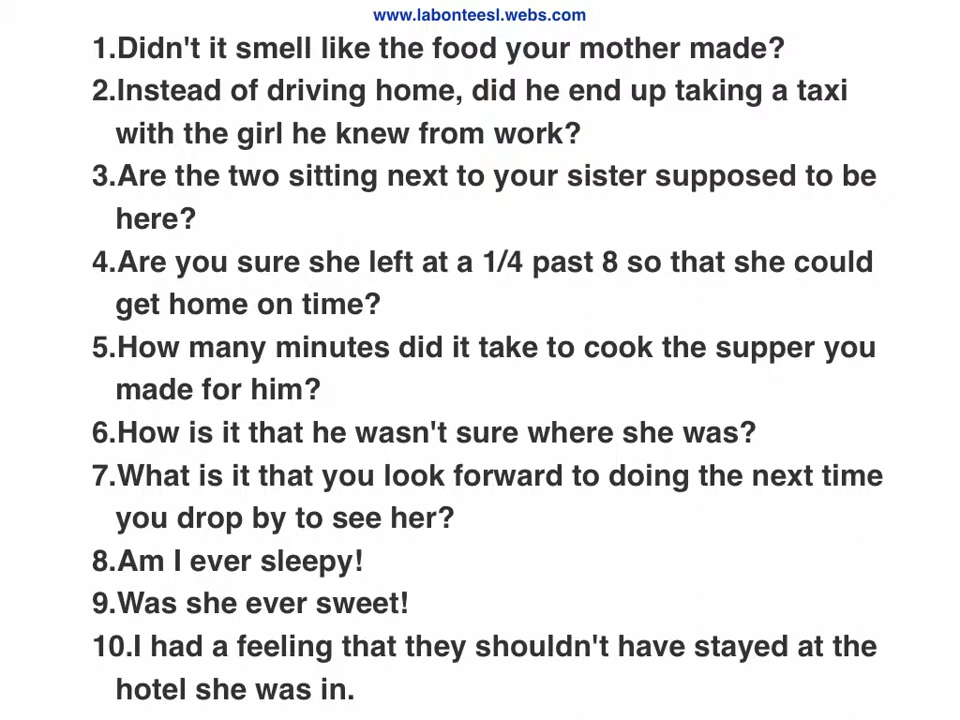 www.labonteesl.webs.com
1.Didn't it smell like the food your mother made?
2.Instead of driving home, did he end up taking a taxi
with the girl he knew from work?
3.Are the two sitting next to your sister supposed to be
here?
4.Are you sure she left at a 1/4 past 8 so that she could
get home on time?
5.How many minutes did it take to cook the supper you
made for him?
6.How is it that he wasn't sure where she was?
7.What is it that you look forward to doing the next time
you drop by to see her?
8.Am I ever sleepy!
9.Was she ever sweet!
10.I had a feeling that they shouldn't have stayed at the
hotel she was in.